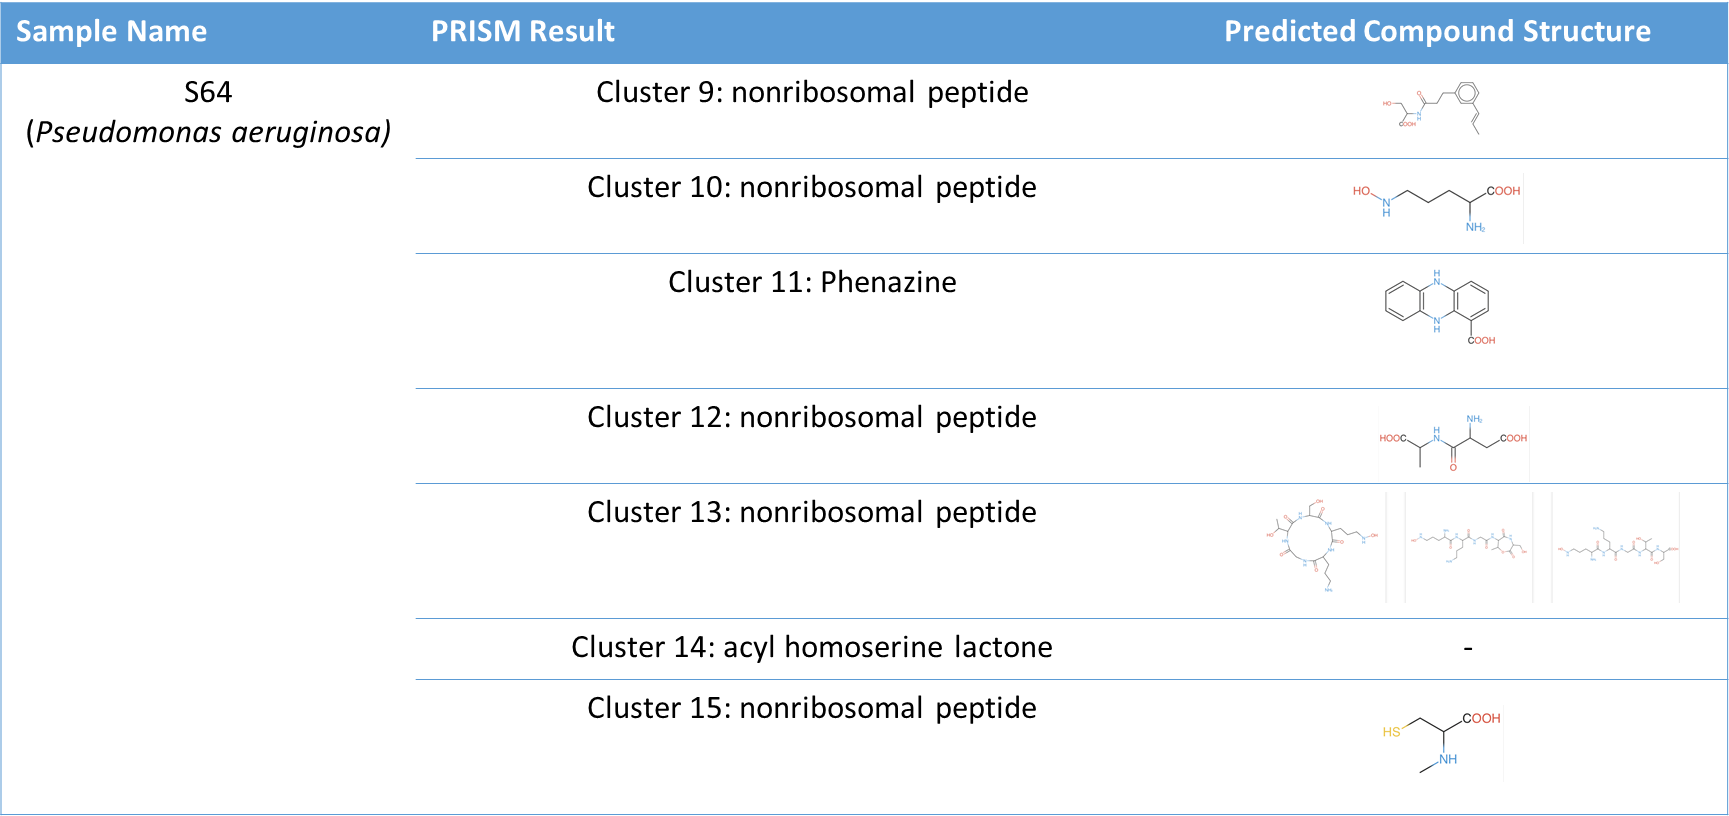 Sample Name PRISM Result Predicted Compound Structure
S64
(Pseudomonas aeruginosa)
Cluster 9: nonribosomal peptide
O
HO
N
H
COOH
Cluster 10: nonribosomal peptide
HO
N
H
COOH
NH₂
Cluster 11: Phenazine
H
N
N
H
COOH
Cluster 12: nonribosomal peptide
NH₂
HOOC
H
N
COOH
O
Cluster 13: nonribosomal peptide
Cluster 14: acyl homoserine lactone -
Cluster 15: nonribosomal peptide
HS
COOH
NH